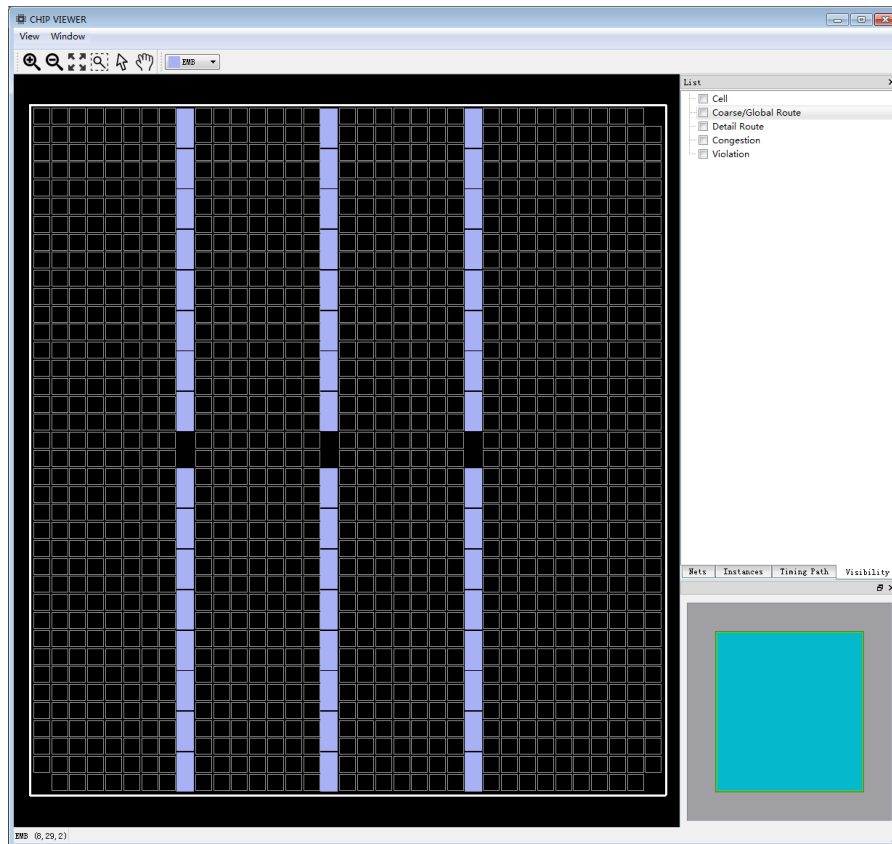 CHIP VIEWER
View Window
EMB
List
Cell
Coarse/Global Route
Detail Route
Congestion
Violation
Nets Instances Timing Path Visibility
EMB (8,29,2)